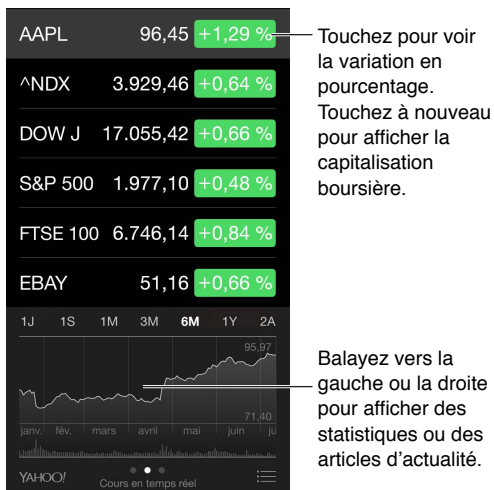 AAPL 96,45 +1,29 %
^NDX 3.929,46 +0,64 %
DOW J 17.055,42 +0,66 %
S&P 500 1.977,10 +0,48 %
FTSE 100 6.746,14 +0,84 %
EBAY 51,16 +0,66 %
1J 1S 1M 3M 6M 1Y 2A
95,97
71,40
janv. fév. mars avril mai juin ju
YAHOO!
Cours en temps réel
Touchez pour voir
la variation en
pourcentage.
Touchez à nouveau
pour afficher la
capitalisation
boursière.
Balayez vers la
gauche ou la droite
pour afficher des
statistiques ou des
articles d'actualité.